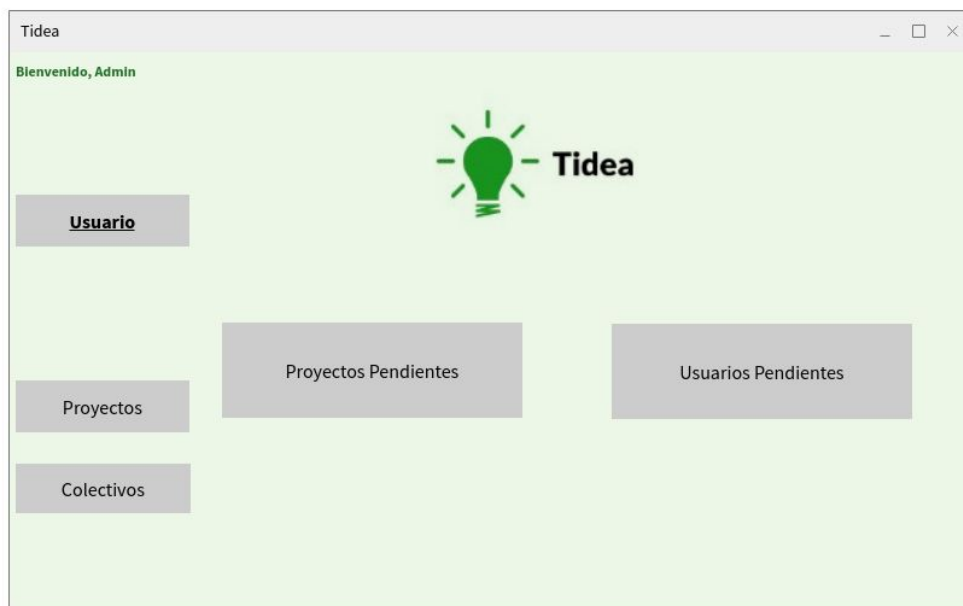 Tidea
Bienvenido, Admin
Tidea
Usuario
Proyectos Pendientes
Usuarios Pendientes
Proyectos
Colectivos